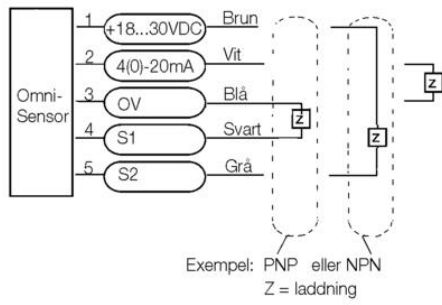 1 +18...30VDC Brun
2 4(0)-20mA Vit
Omni-
Sensor
3 OV Blå
4 S1 Svart
5 S2 Grå
Z
Z
Z
Exempel: PNP eller NPN
Z = laddning